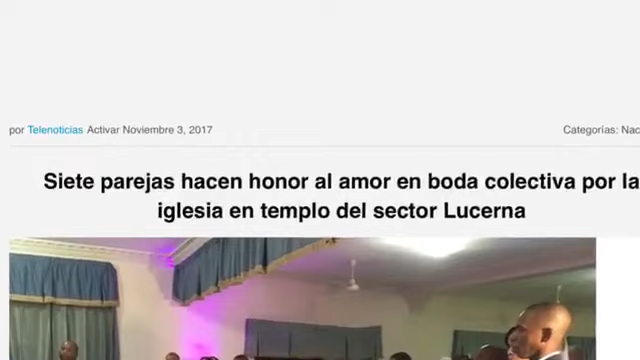 por Telenoticias Activar Noviembre 3, 2017
Categorías: Nac
Siete parejas hacen honor al amor en boda colectiva por la
iglesia en templo del sector Lucerna